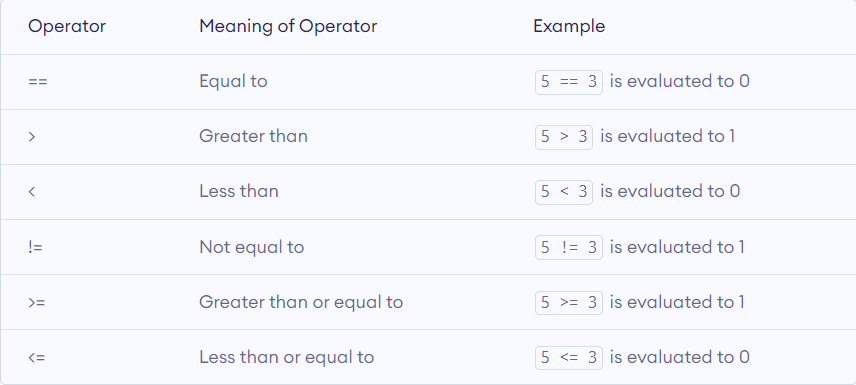 Operator Meaning of Operator Example
== Equal to 5 == 3 is evaluated to 0
> Greater than 5 > 3 is evaluated to 1
< Less than 5 < 3 is evaluated to 0
!= Not equal to 5 != 3 is evaluated to 1
>= Greater than or equal to 5 >= 3 is evaluated to 1
<= Less than or equal to 5 <= 3 is evaluated to 0